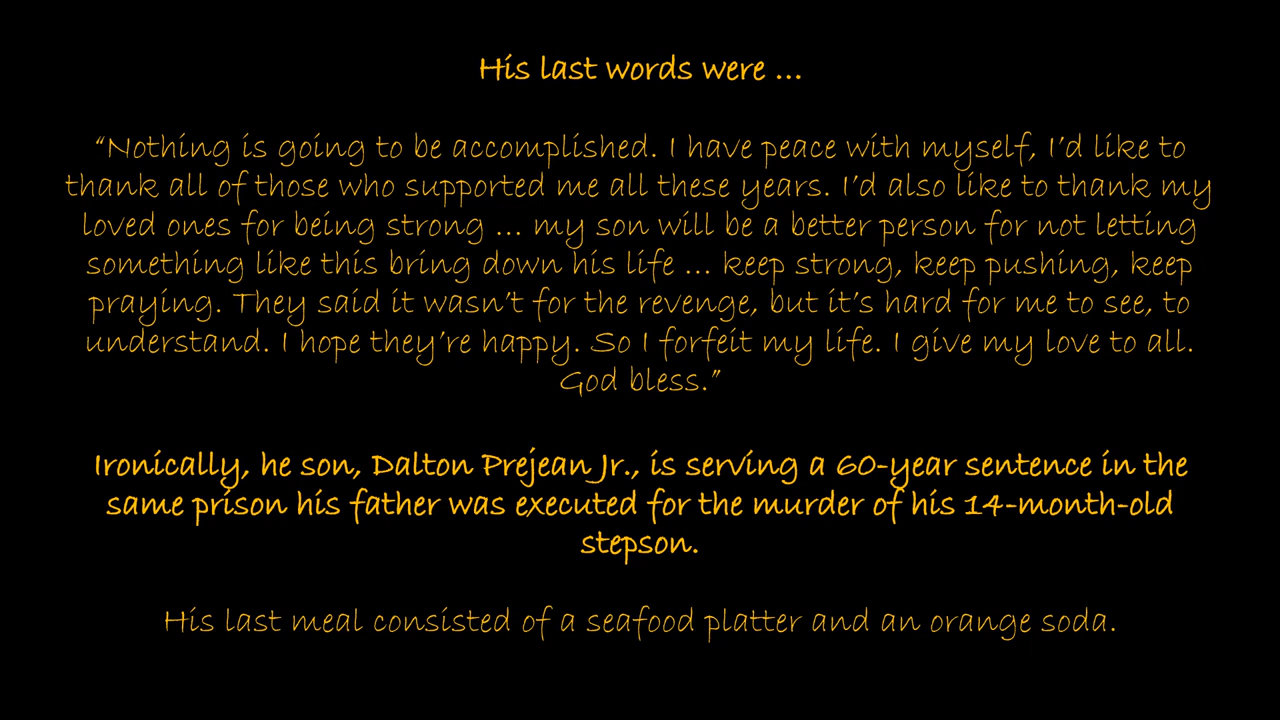 His last words were ...
“Nothing is going to be accomplished. I have peace with myself, I’d like to
thank all of those who supported me all these years. I’d also like to thank my
loved ones for being strong ... my son will be a better person for not letting
something like this bring down his life ... keep strong, keep pushing, keep
praying. They said it wasn’t for the revenge, but it’s hard for me to see, to
understand. I hope they’re happy. So I forfeit my life. I give my love to all.
God bless.”
Ironically, he son, Dalton Prejean Jr., is serving a 60-year sentence in the
same prison his father was executed for the murder of his 14-month-old
stepson.
His last meal consisted of a seafood platter and an orange soda.